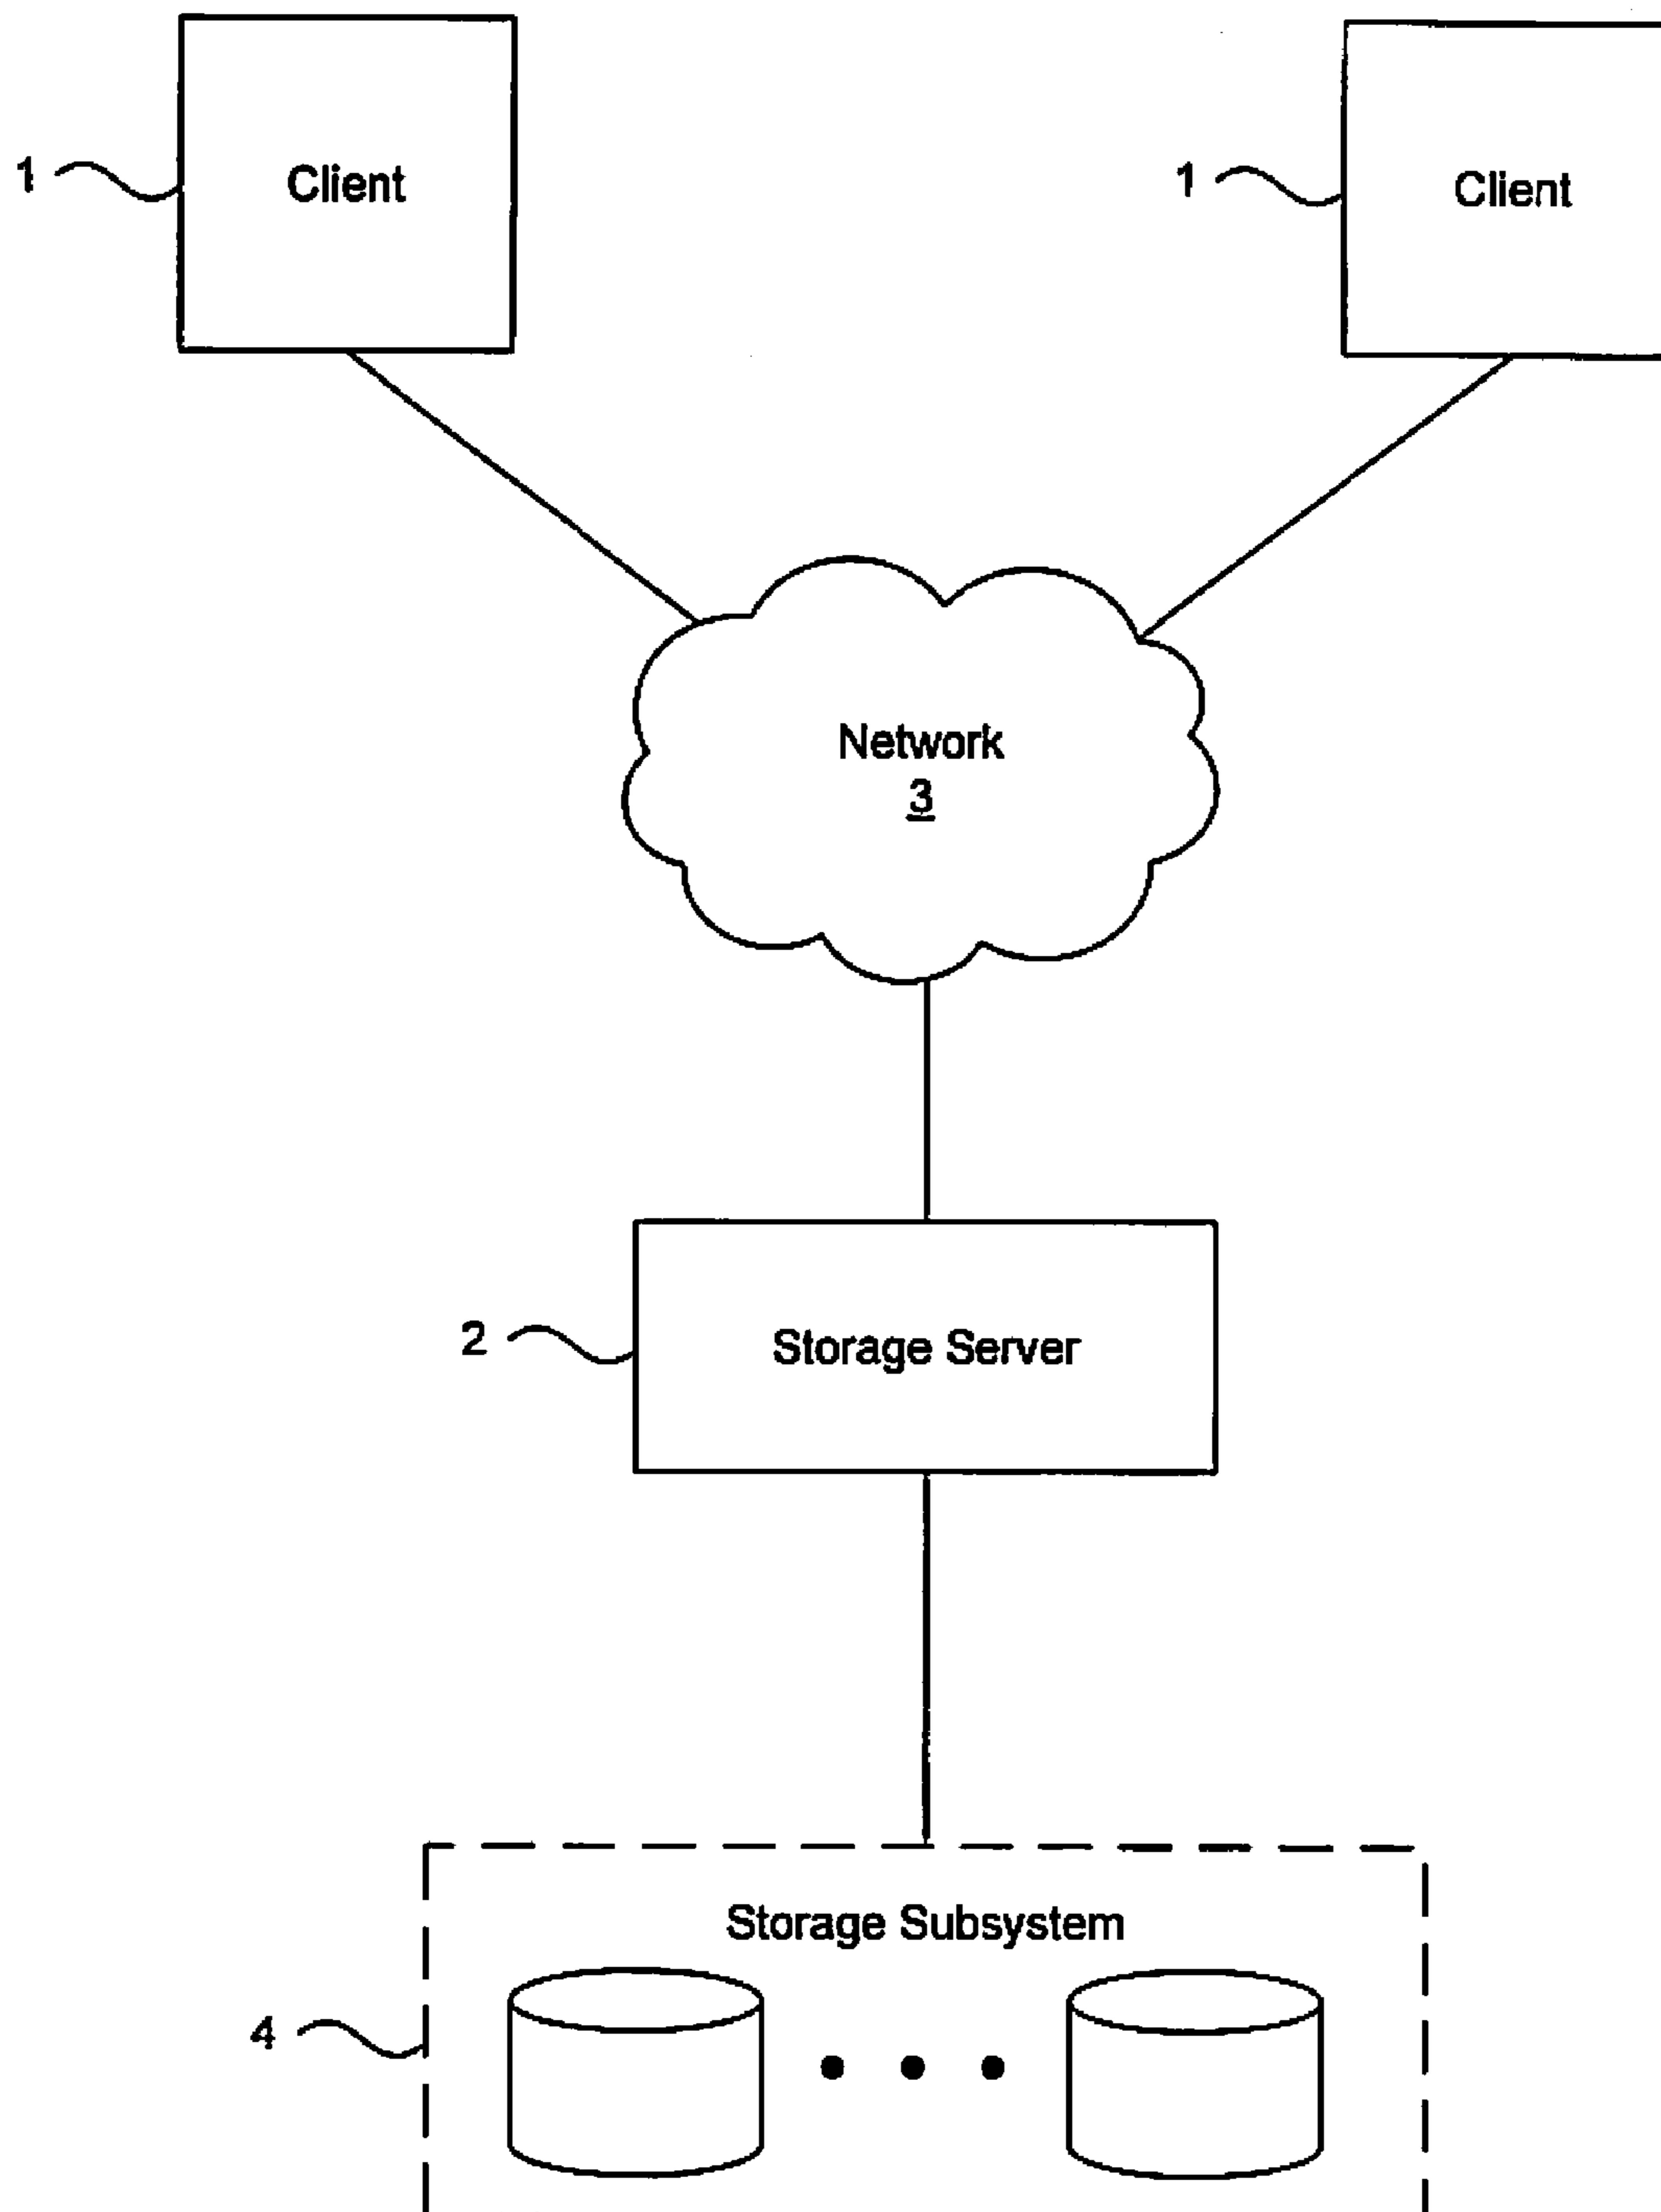 1
Client
1
Client
Network
3
2
Storage Server
Storage Subsystem
4